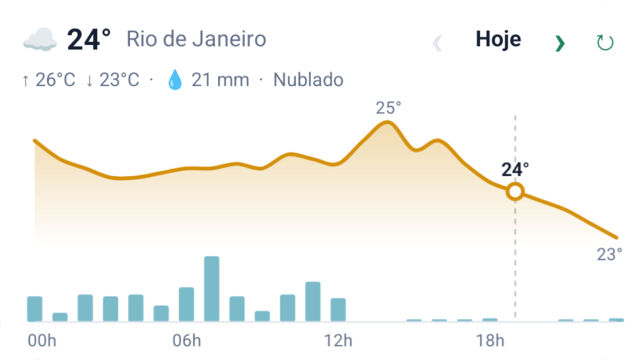 24° Rio de Janeiro ‹ Hoje › ↻
↑ 26°C ↓ 23°C · 21 mm · Nublado
25°
24°
23°
00h 06h 12h 18h